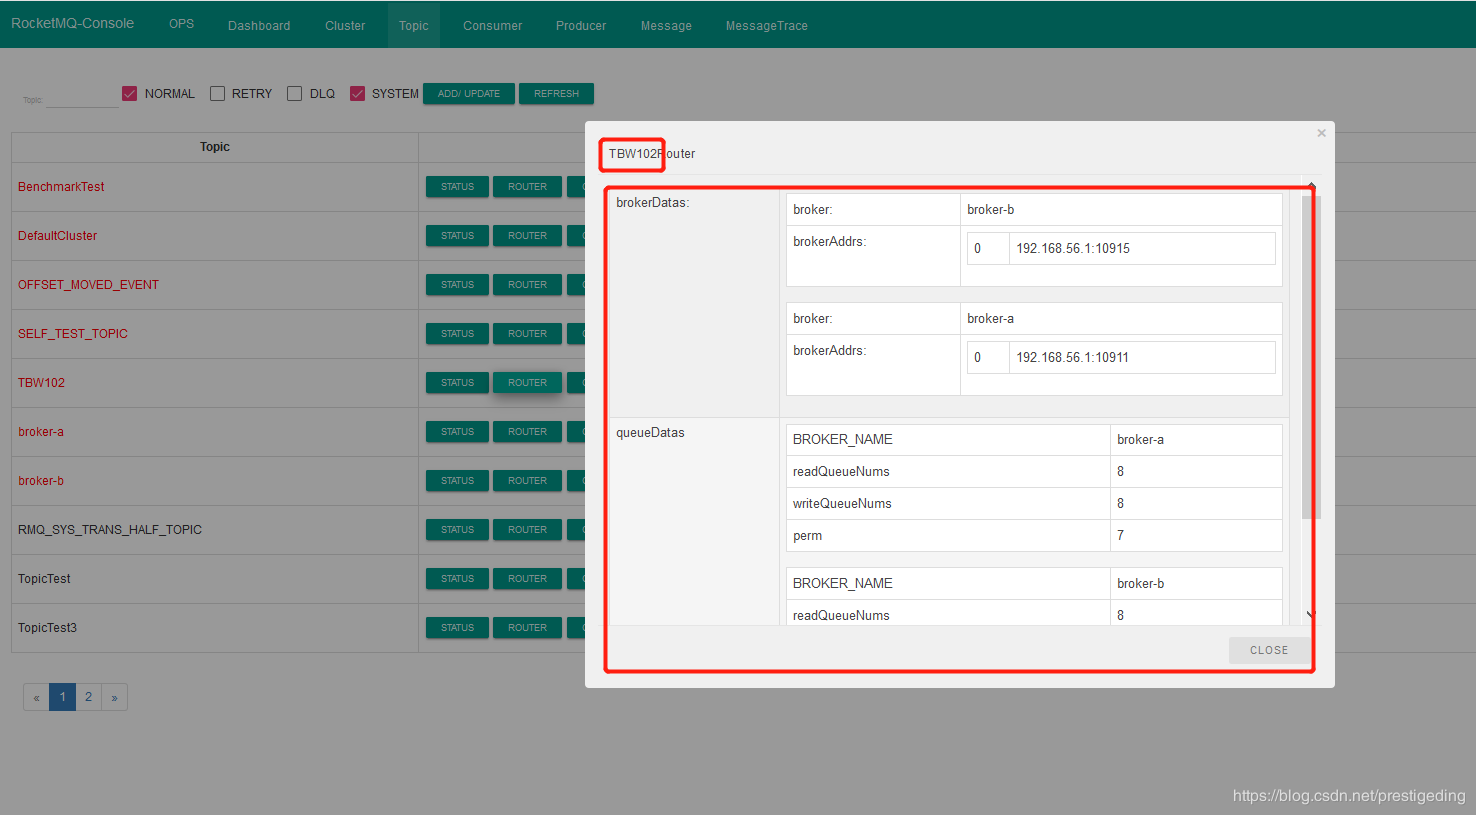 RocketMQ-Console OPS Dashboard Cluster Topic Consumer Producer Message MessageTrace
Topic: NORMAL RETRY DLQ SYSTEM ADD/ UPDATE REFRESH
Topic
BenchmarkTest STATUS ROUTER
DefaultCluster STATUS ROUTER
OFFSET_MOVED_EVENT STATUS ROUTER
SELF_TEST_TOPIC STATUS ROUTER
TBW102 STATUS ROUTER
broker-a STATUS ROUTER
broker-b STATUS ROUTER
RMQ_SYS_TRANS_HALF_TOPIC STATUS ROUTER
TopicTest STATUS ROUTER
TopicTest3 STATUS ROUTER
« 1 2 »
×
TBW102Router
brokerDatas:
broker: broker-b
brokerAddrs: 0 192.168.56.1:10915
broker: broker-a
brokerAddrs: 0 192.168.56.1:10911
queueDatas
BROKER_NAME broker-a
readQueueNums 8
writeQueueNums 8
perm 7
BROKER_NAME broker-b
readQueueNums 8
CLOSE
https://blog.csdn.net/prestigeding